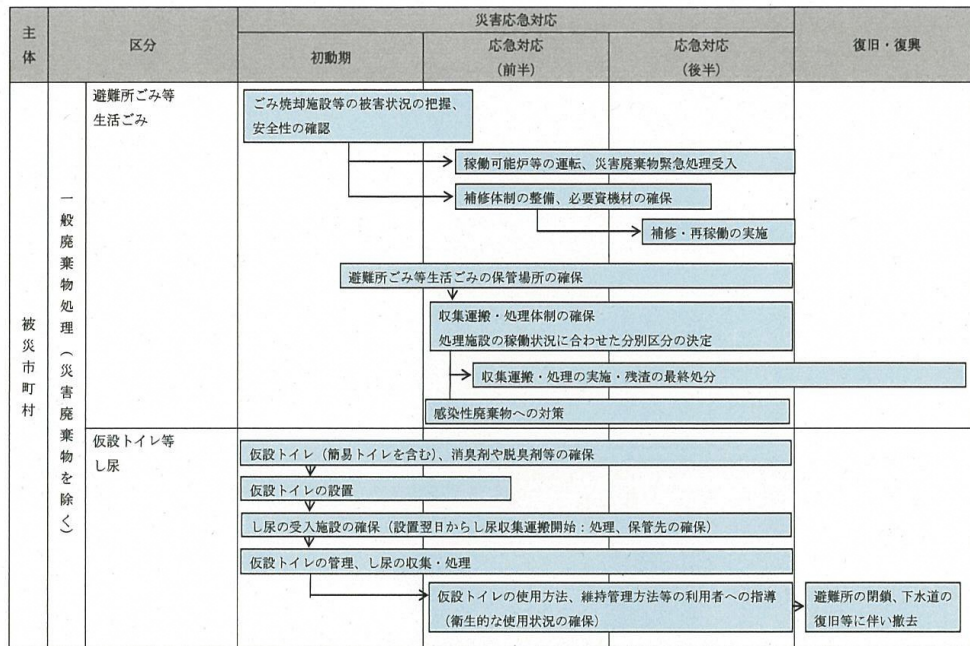 主体
区分
災害応急対応
初動期
応急対応
(前半)
応急対応
(後半)
復旧・復興
被災市町村
一般廃棄物処理（災害廃棄物を除く）
避難所ごみ等
生活ごみ
ごみ焼却施設等の被害状況の把握、
安全性の確認
稼働可能炉等の運転、災害廃棄物緊急処理受入
補修体制の整備、必要資機材の確保
補修・再稼働の実施
避難所ごみ等生活ごみの保管場所の確保
収集運搬・処理体制の確保
処理施設の稼働状況に合わせた分別区分の決定
収集運搬・処理の実施・残渣の最終処分
感染性廃棄物への対策
仮設トイレ等
し尿
仮設トイレ（簡易トイレを含む）、消臭剤や脱臭剤等の確保
仮設トイレの設置
し尿の受入施設の確保（設置翌日からし尿収集運搬開始：処理、保管先の確保）
仮設トイレの管理、し尿の収集・処理
仮設トイレの使用方法、維持管理方法等の利用者への指導
（衛生的な使用状況の確保）
避難所の閉鎖、下水道の
復旧等に伴い撤去